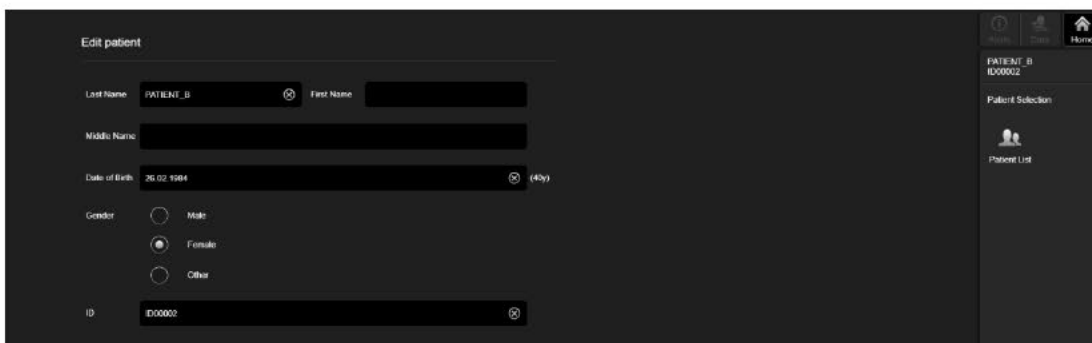 Edit patient
Last Name PATIENT_B First Name
Middle Name
Date of Birth 26.02.1984 (40y)
Gender Male
Female
Other
ID ID00002
Home
PATIENT_B
ID00002
Patient Selection
Patient List